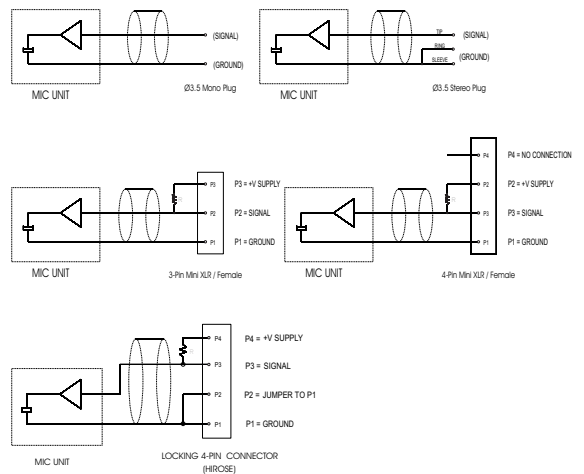 (SIGNAL)
(GROUND)
MIC UNIT
Ø3.5 Mono Plug
TIP
(SIGNAL)
RING
(GROUND)
SLEEVE
MIC UNIT
Ø3.5 Stereo Plug
P3
P3 = +V SUPPLY
P2
P2 = SIGNAL
P1
P1 = GROUND
MIC UNIT
3-Pin Mini XLR / Female
P4
P4 = NO CONNECTION
P2
P2 = +V SUPPLY
P3
P3 = SIGNAL
P1
P1 = GROUND
MIC UNIT
4-Pin Mini XLR / Female
P4
P4 = +V SUPPLY
P3
P3 = SIGNAL
P2
P2 = JUMPER TO P1
P1
P1 = GROUND
MIC UNIT
LOCKING 4-PIN CONNECTOR
(HIROSE)